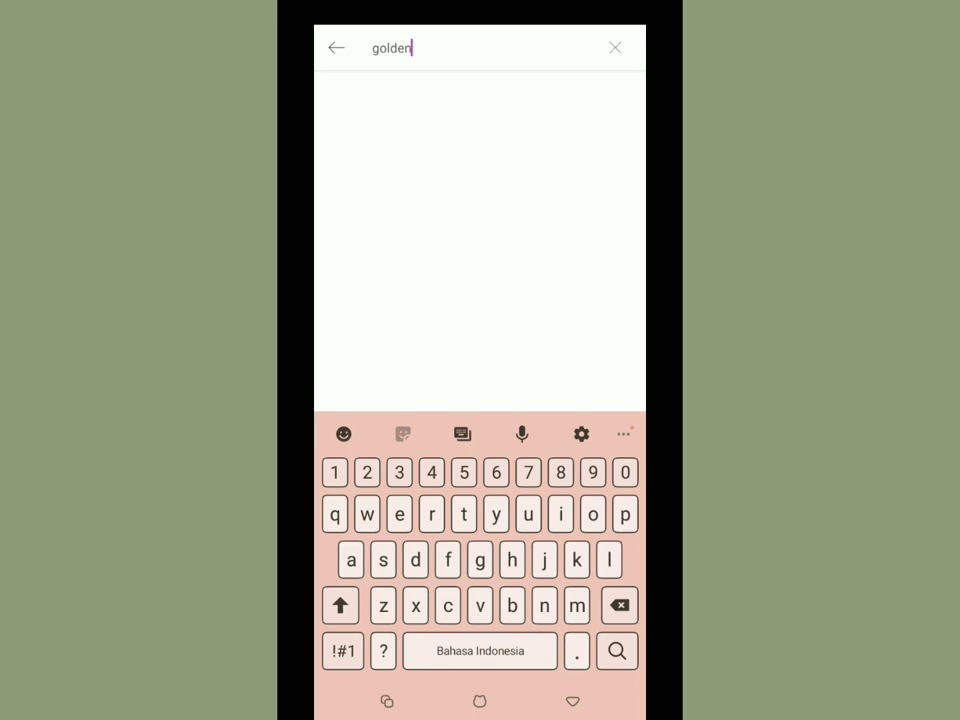 golden
1 2 3 4 5 6 7 8 9 0
q w e r t y u i o p
a s d f g h j k l
z x c v b n m
!#1 ? Bahasa Indonesia .